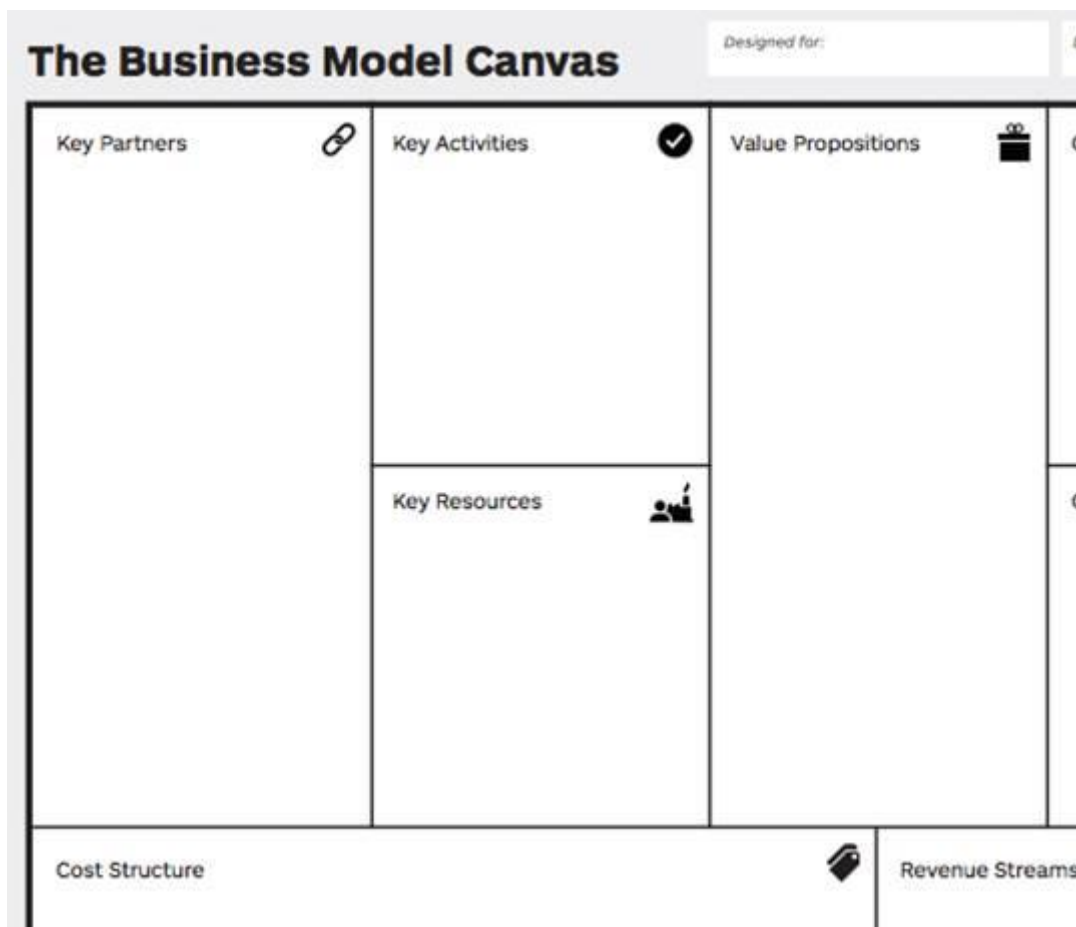 The Business Model Canvas
Designed for:
Key Partners
Key Activities
Value Propositions
Key Resources
Cost Structure
Revenue Streams